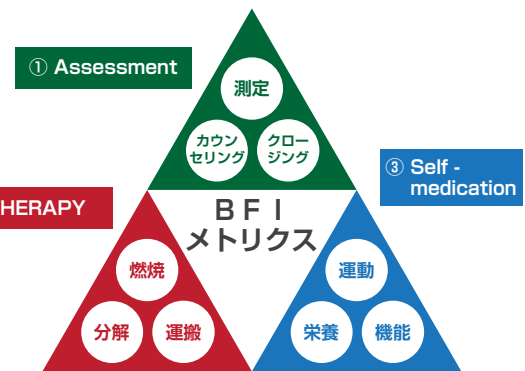 ① Assessment
測定
カウン
セリング
クロー
ジング
③ Self -
medication
HERAPY
BFI
メトリクス
燃焼
分解
運搬
運動
栄養
機能